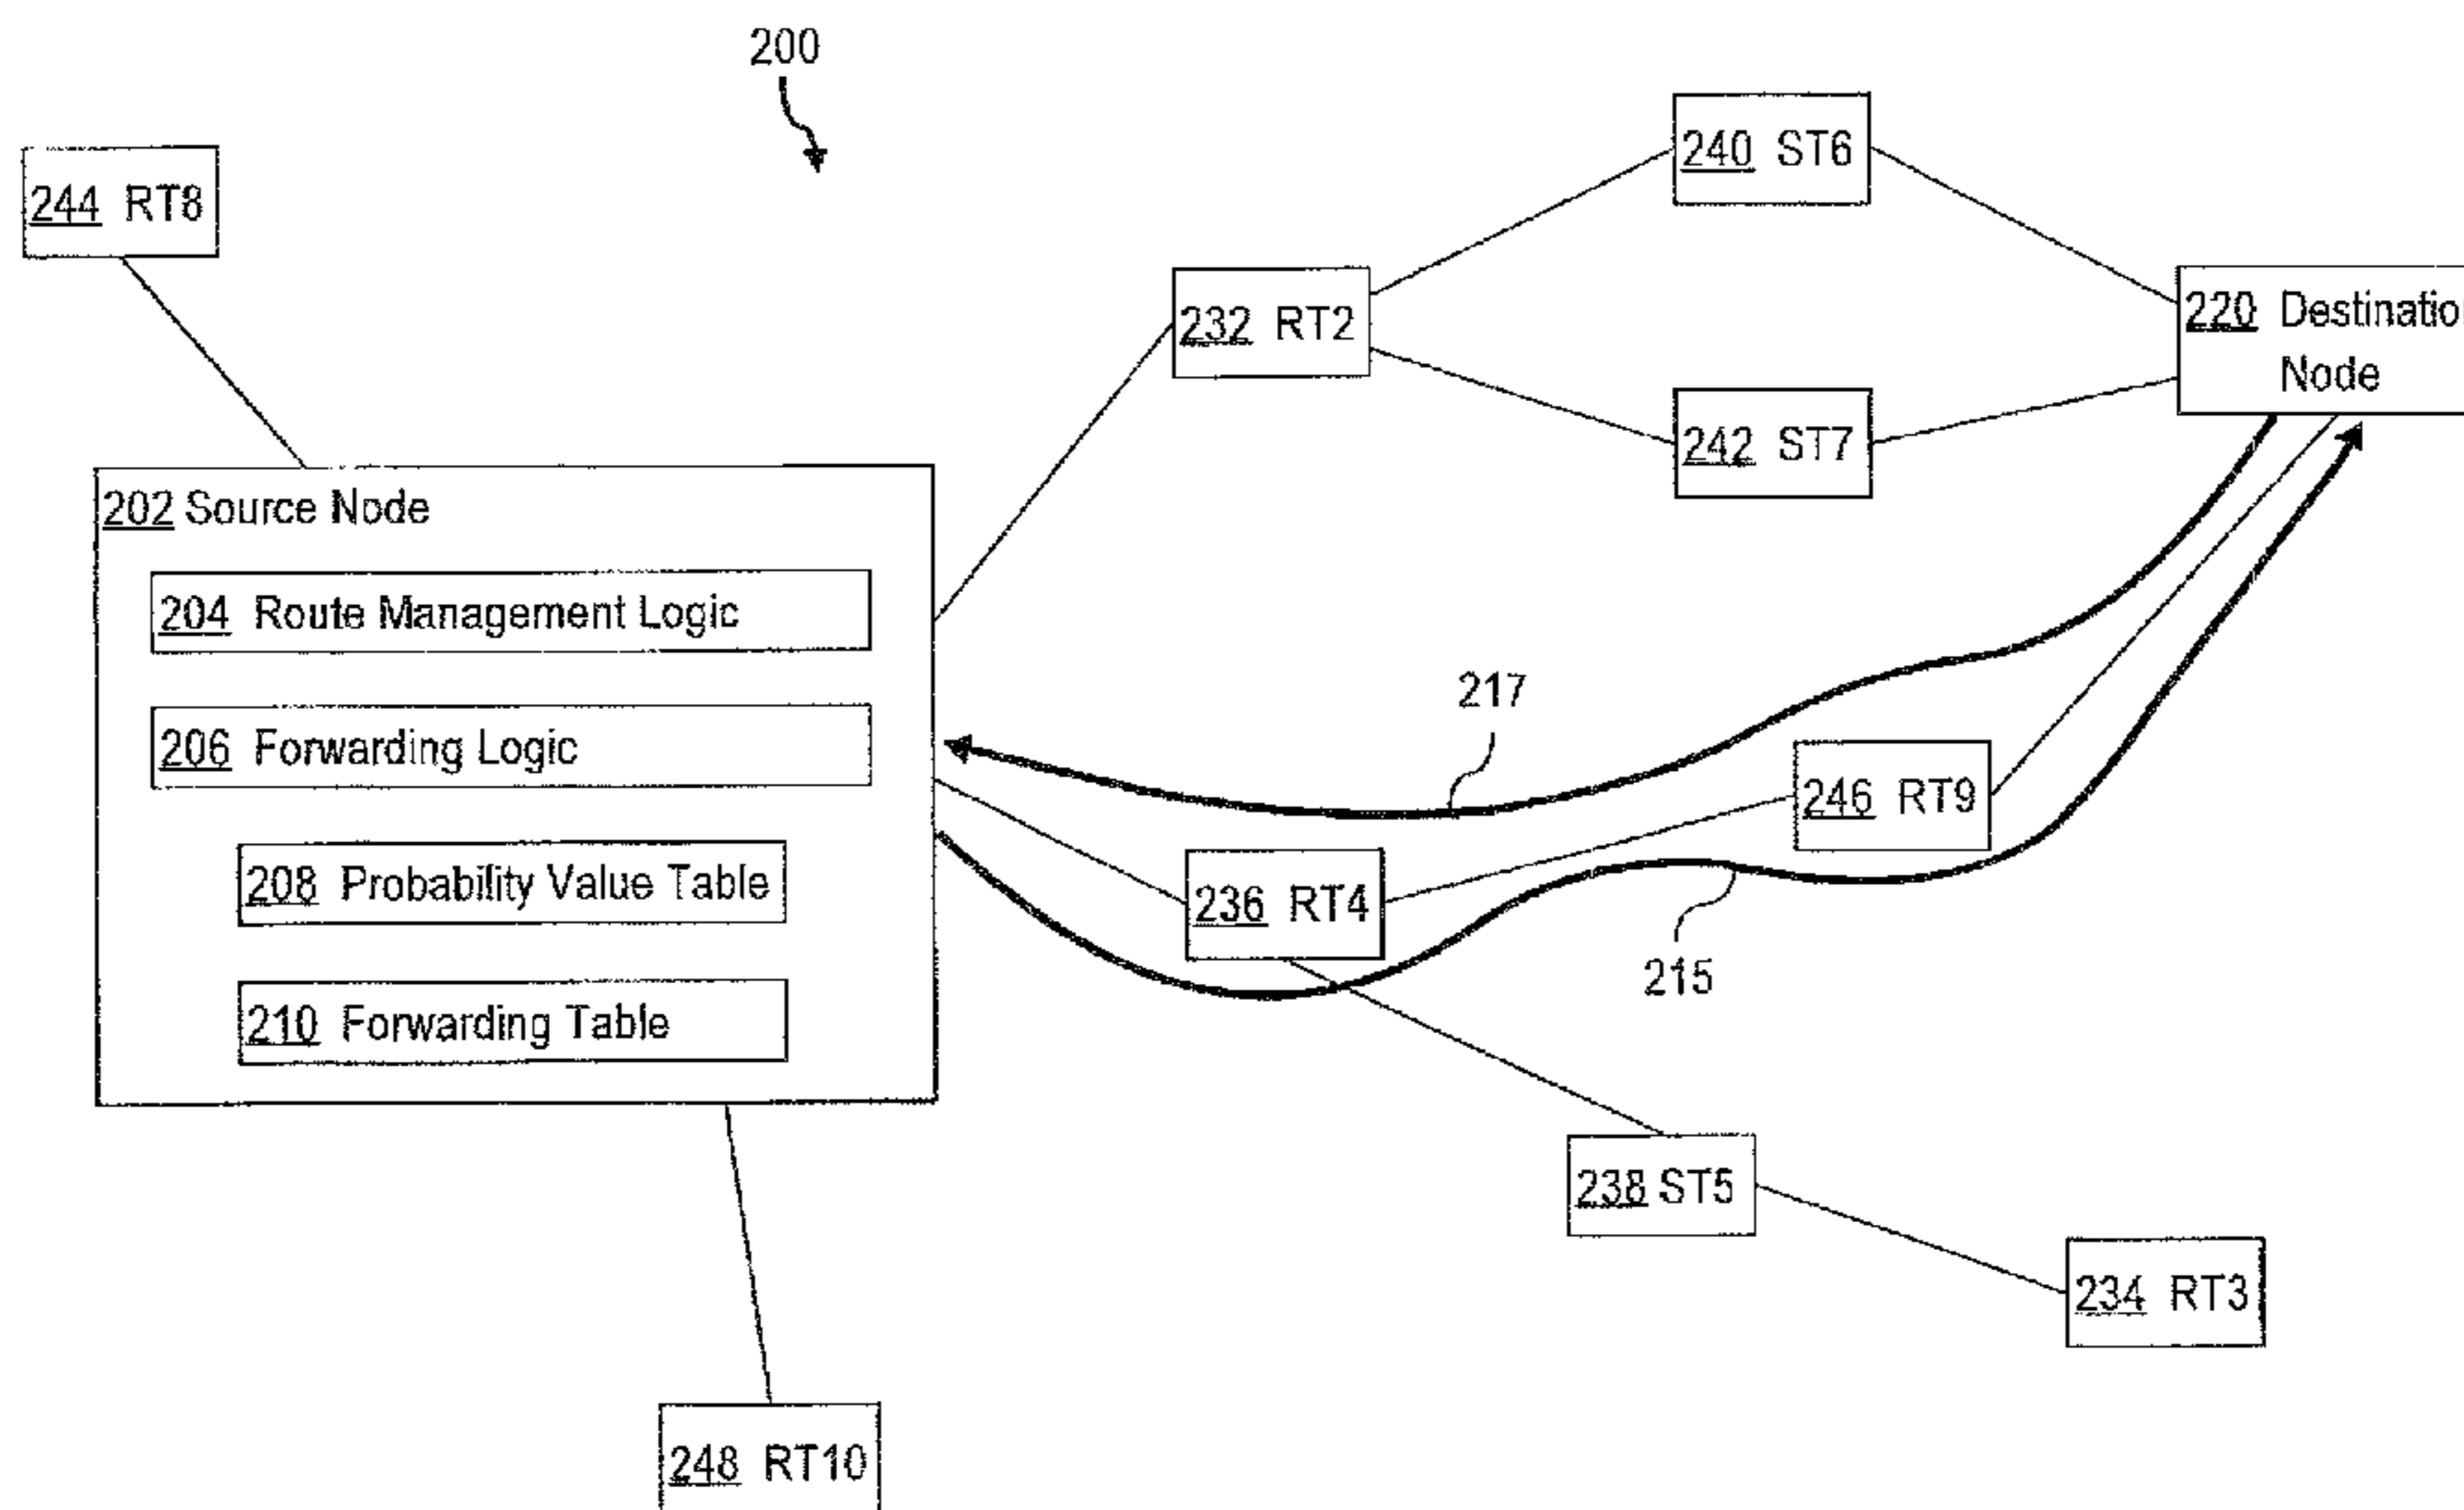 200
240 ST6
244 RT8
232 RT2
220 Destination
Node
242 ST7
202 Source Node
204 Route Management Logic
217
206 Forwarding Logic
246 RT9
208 Probability Value Table
236 RT4
215
210 Forwarding Table
238 ST5
234 RT3
248 RT10